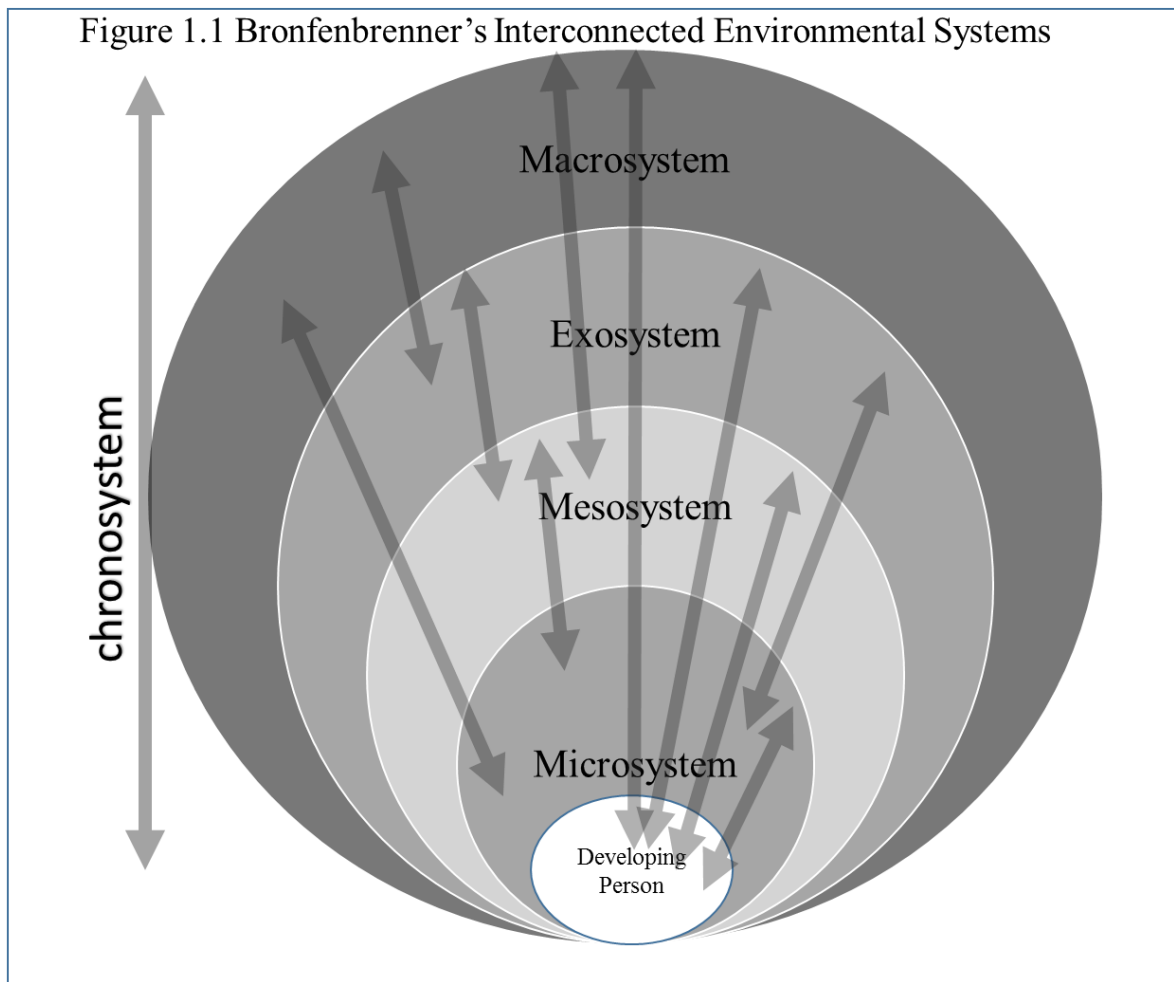 Figure 1.1 Bronfenbrenner’s Interconnected Environmental Systems
Macrosystem
Exosystem
chronosystem
Mesosystem
Microsystem
Developing
Person